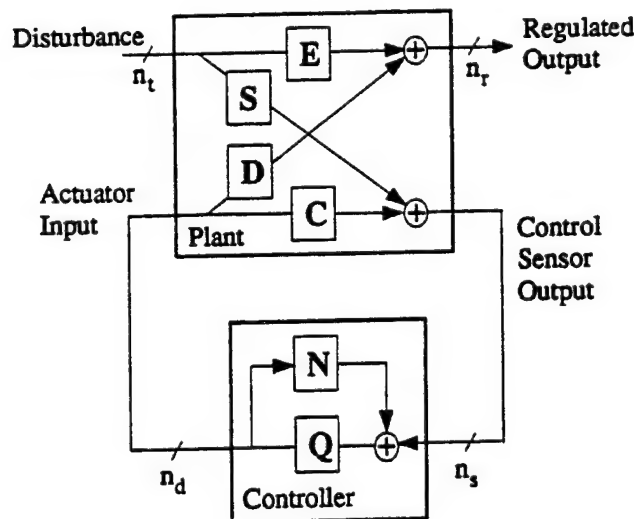 Disturbance
n_t
E
n_r
Regulated
Output
S
D
Actuator
Input
C
Plant
Control
Sensor
Output
N
Q
n_d
n_s
Controller